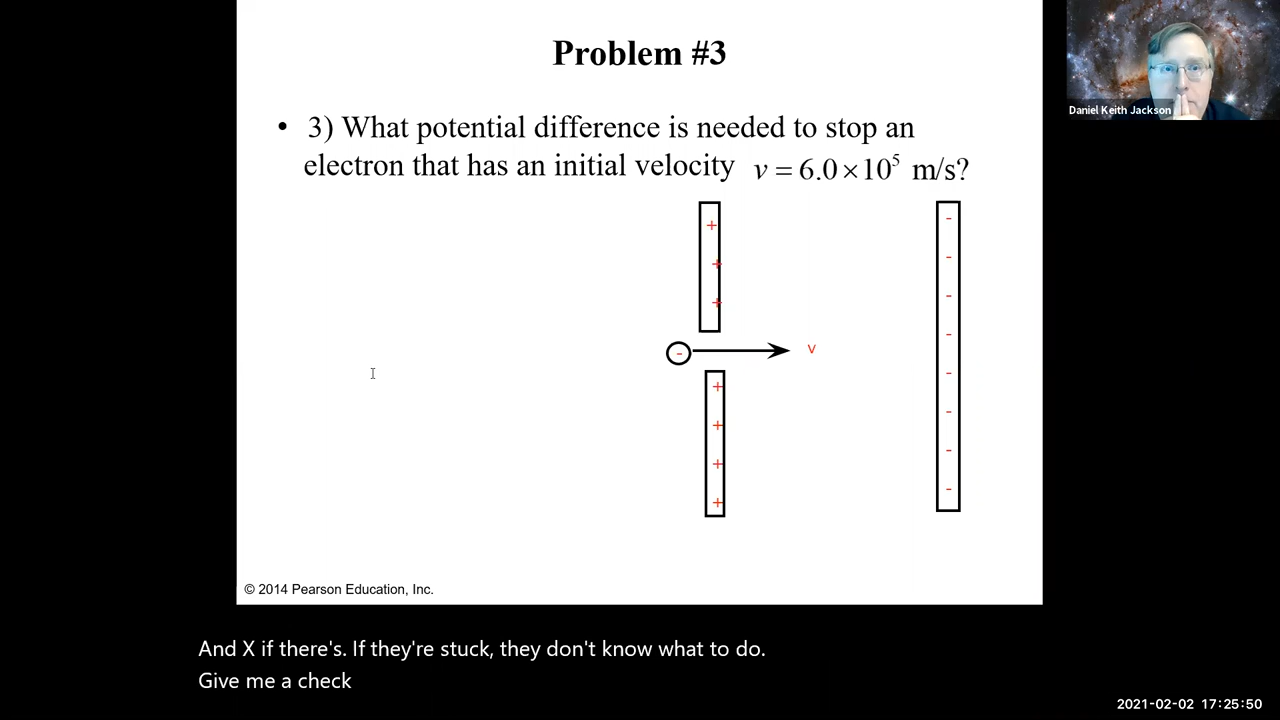 Problem #3
Daniel Keith Jackson
• 3) What potential difference is needed to stop an
electron that has an initial velocity v = 6.0 × 10⁵ m/s?
+
+
+
- v
+
+
+
+
-
-
-
-
-
-
-
-
© 2014 Pearson Education, Inc.
And X if there's. If they're stuck, they don't know what to do.
Give me a check
2021-02-02 17:25:50